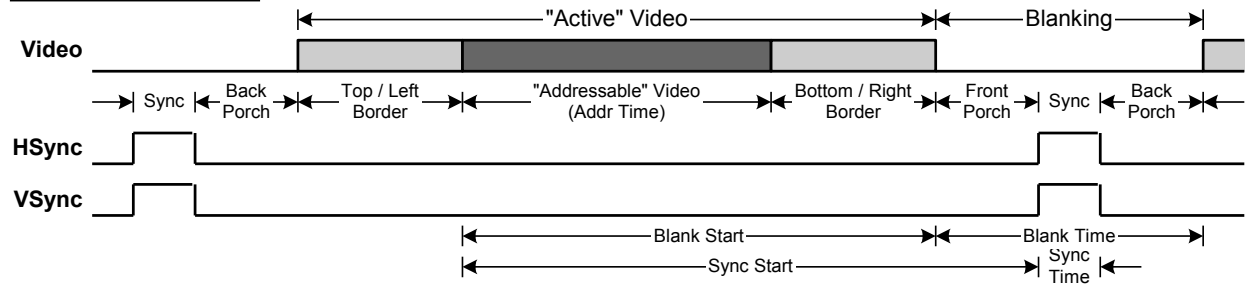 "Active" Video
Blanking
Video
Sync
Back
Porch
Top / Left
Border
"Addressable" Video
(Addr Time)
Bottom / Right
Border
Front
Porch
Sync
Back
Porch
HSync
VSync
Blank Start
Blank Time
Sync Start
Sync
Time